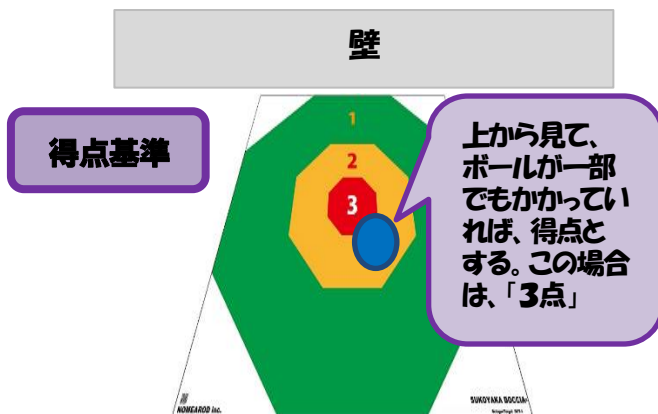 壁
得点基準
1
2
3
上から見て、
ボールが一部
でもかかってい
れば、得点と
する。この場合
は、「3点」
NOMEAROD inc.
SUKOYAKA BOCCIA